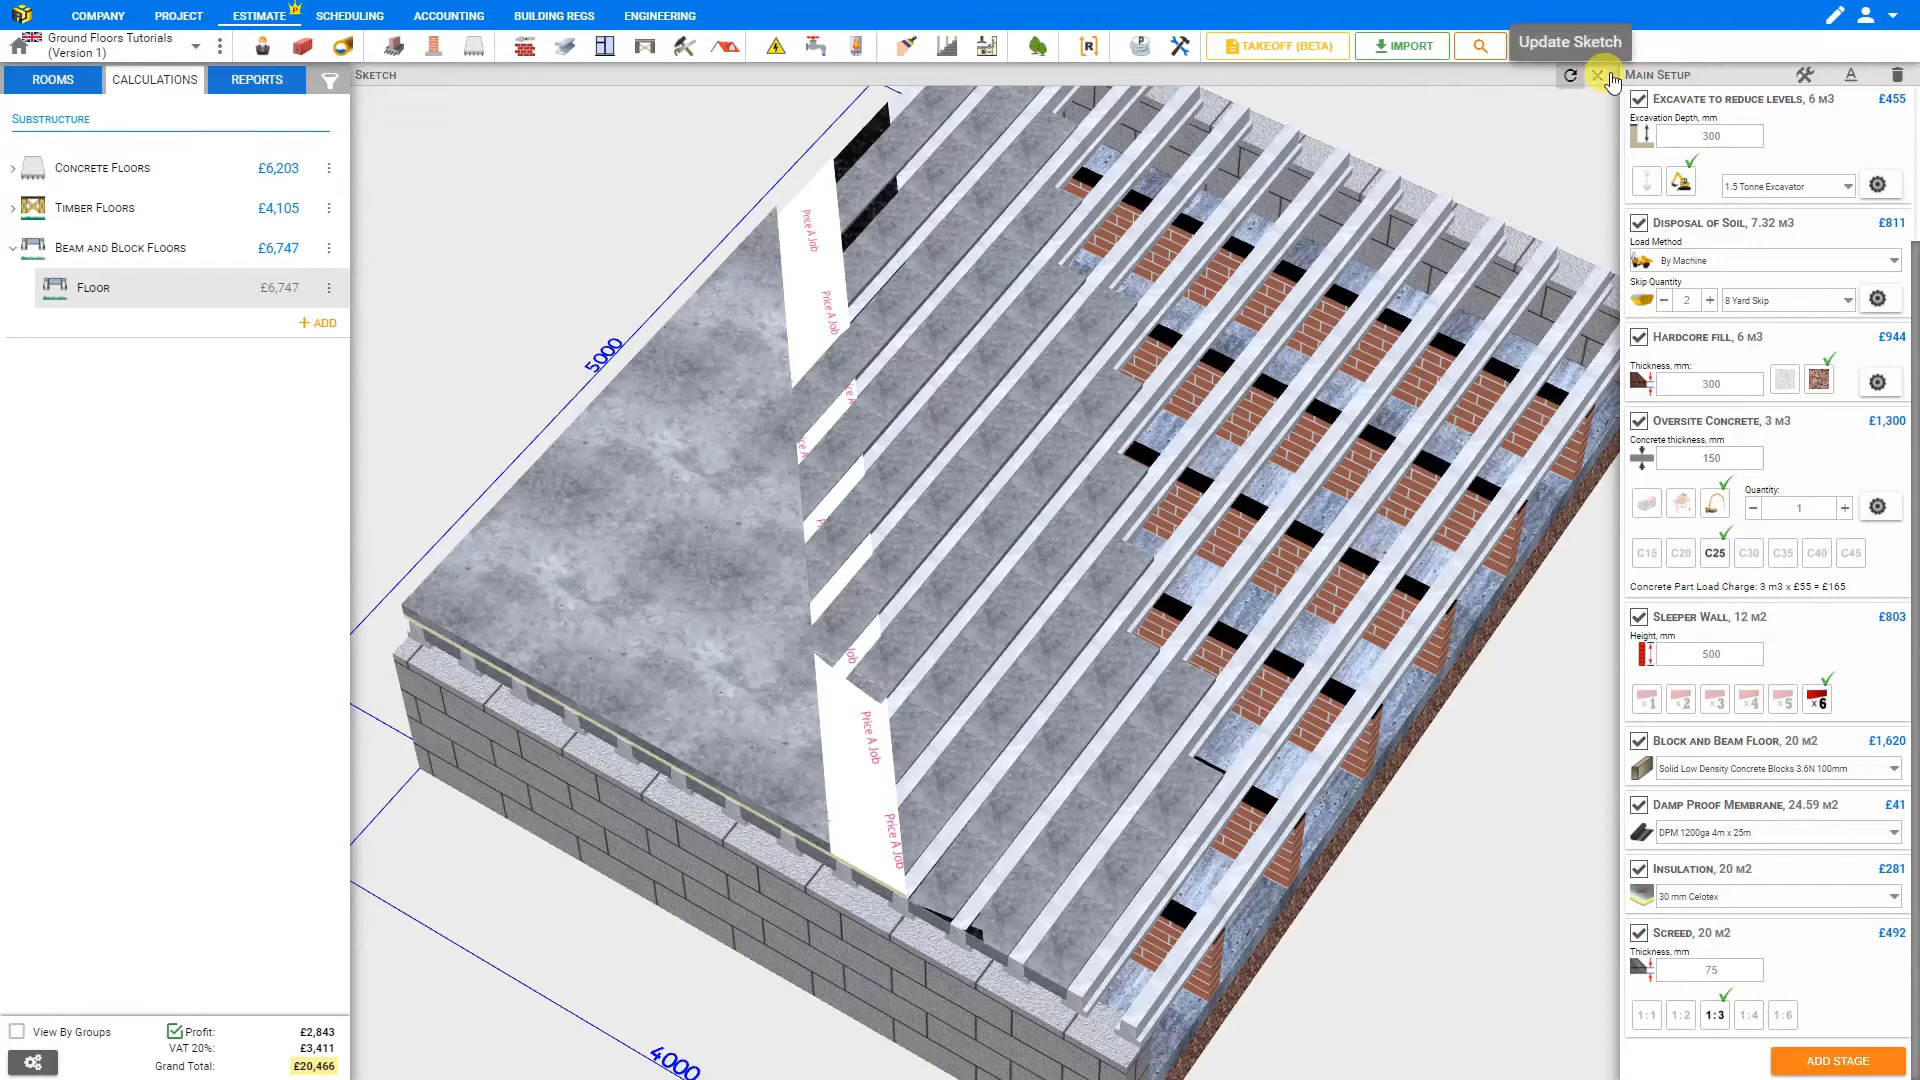 COMPANY
PROJECT
ESTIMATE
SCHEDULING
ACCOUNTING
BUILDING REGS
ENGINEERING
Ground Floors Tutorials
(Version 1)
TAKEOFF (BETA)
IMPORT
Update Sketch
ROOMS
CALCULATIONS
REPORTS
SKETCH
MAIN SETUP
SUBSTRUCTURE
CONCRETE FLOORS
£6,203
TIMBER FLOORS
£4,105
BEAM AND BLOCK FLOORS
£6,747
FLOOR
£6,747
+ ADD
View By Groups
Profit:
£2,843
VAT 20%:
£3,411
Grand Total:
£20,466
5000
4000
Price A Job
Price A Job
Price A Job
Price A Job
EXCAVATE TO REDUCE LEVELS, 6 M3
£455
Excavation Depth, mm
300
1.5 Tonne Excavator
DISPOSAL OF SOIL, 7.32 M3
£811
Load Method
By Machine
Skip Quantity
2
8 Yard Skip
HARDCORE FILL, 6 M3
£944
Thickness, mm:
300
OVERSITE CONCRETE, 3 M3
£1,300
Concrete thickness, mm
150
Quantity:
1
C15 C20 C25 C30 C35 C40 C45
Concrete Part Load Charge: 3 m3 x £55 = £165
SLEEPER WALL, 12 M2
£803
Height, mm
500
x1 x2 x3 x4 x5 x6
BLOCK AND BEAM FLOOR, 20 M2
£1,620
Solid Low Density Concrete Blocks 3.6N 100mm
DAMP PROOF MEMBRANE, 24.59 M2
£41
DPM 1200ga 4m x 25m
INSULATION, 20 M2
£281
30 mm Celotex
SCREED, 20 M2
£492
Thickness, mm
75
1:1 1:2 1:3 1:4 1:6
ADD STAGE